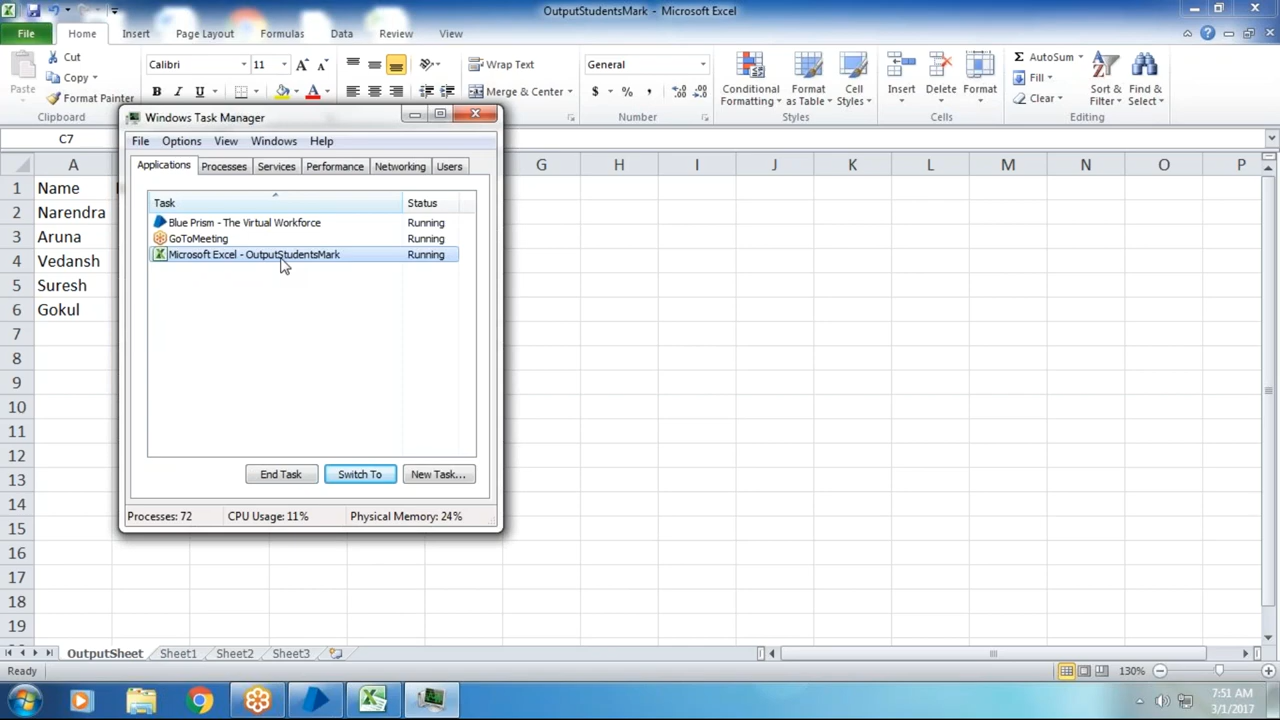 OutputStudentsMark - Microsoft Excel
File Home Insert Page Layout Formulas Data Review View
Cut
Copy
Format Painter
Paste
Clipboard
Calibri 11
B I U
Wrap Text
Merge & Center
General
$ % ,
Number
Conditional Formatting
Format as Table
Cell Styles
Styles
Insert Delete Format
Cells
AutoSum
Fill
Clear
Sort & Filter
Find & Select
Editing
C7
A G H I J K L M N O P
1 Name
2 Narendra
3 Aruna
4 Vedansh
5 Suresh
6 Gokul
7
8
9
10
11
12
13
14
15
16
17
18
19
Windows Task Manager
File Options View Windows Help
Applications Processes Services Performance Networking Users
Task Status
Blue Prism - The Virtual Workforce Running
GoToMeeting Running
Microsoft Excel - OutputStudentsMark Running
End Task Switch To New Task...
Processes: 72 CPU Usage: 11% Physical Memory: 24%
OutputSheet Sheet1 Sheet2 Sheet3
Ready 130%
7:51 AM
3/1/2017